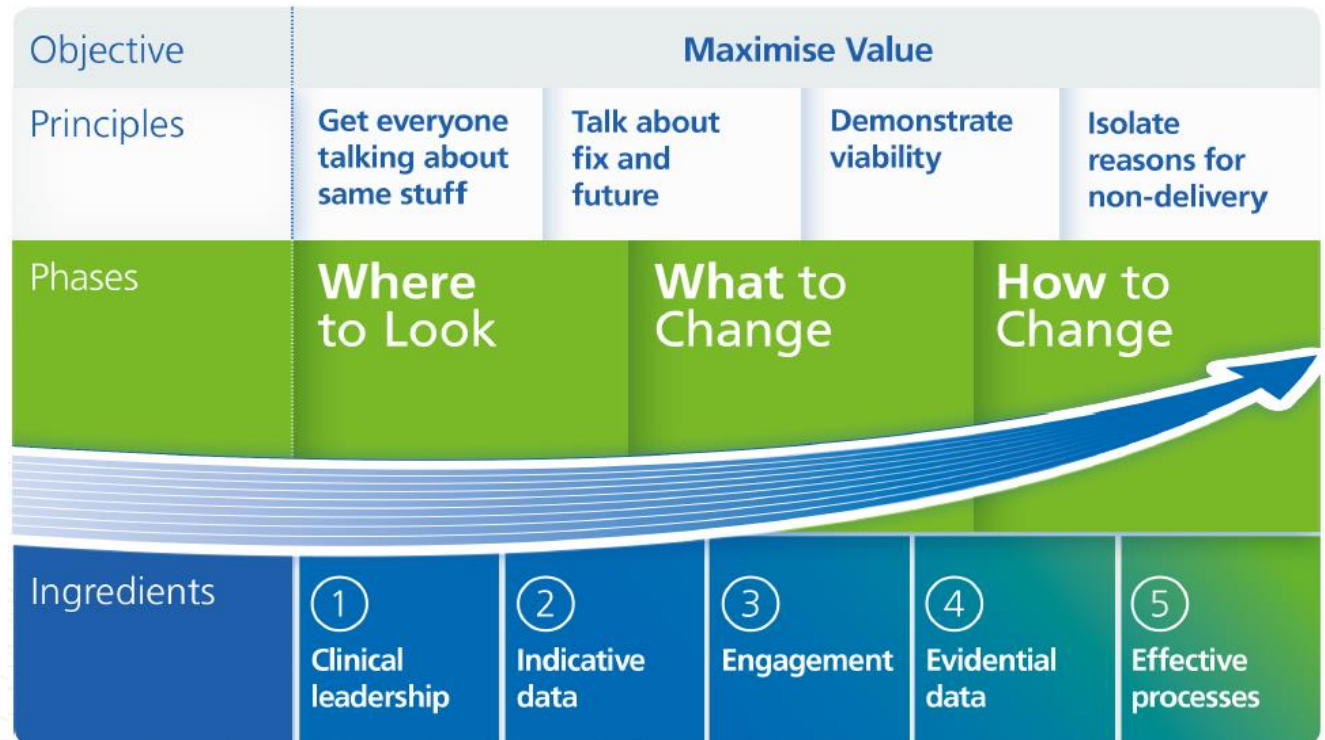 Objective
Maximise Value
Principles
Get everyone
talking about
same stuff
Talk about
fix and
future
Demonstrate
viability
Isolate
reasons for
non-delivery
Phases
Where
to Look
What to
Change
How to
Change
Ingredients
1
Clinical
leadership
2
Indicative
data
3
Engagement
4
Evidential
data
5
Effective
processes